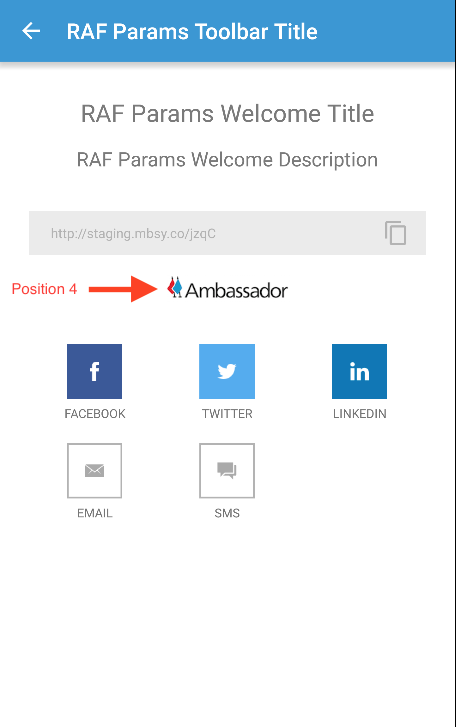 RAF Params Toolbar Title
RAF Params Welcome Title
RAF Params Welcome Description
http://staging.mbsy.co/jzqC
Position 4 Ambassador
f in
FACEBOOK TWITTER LINKEDIN
EMAIL SMS